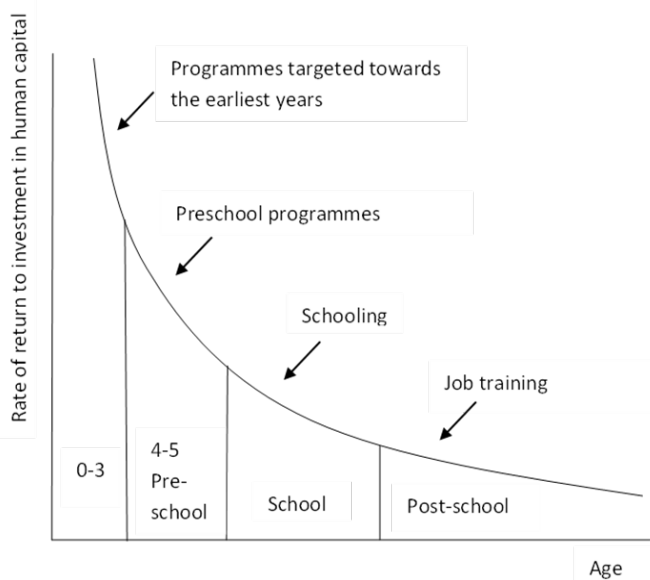 Rate of return to investment in human capital
Programmes targeted towards
the earliest years
Preschool programmes
Schooling
Job training
0-3
4-5
Pre-
school
School
Post-school
Age